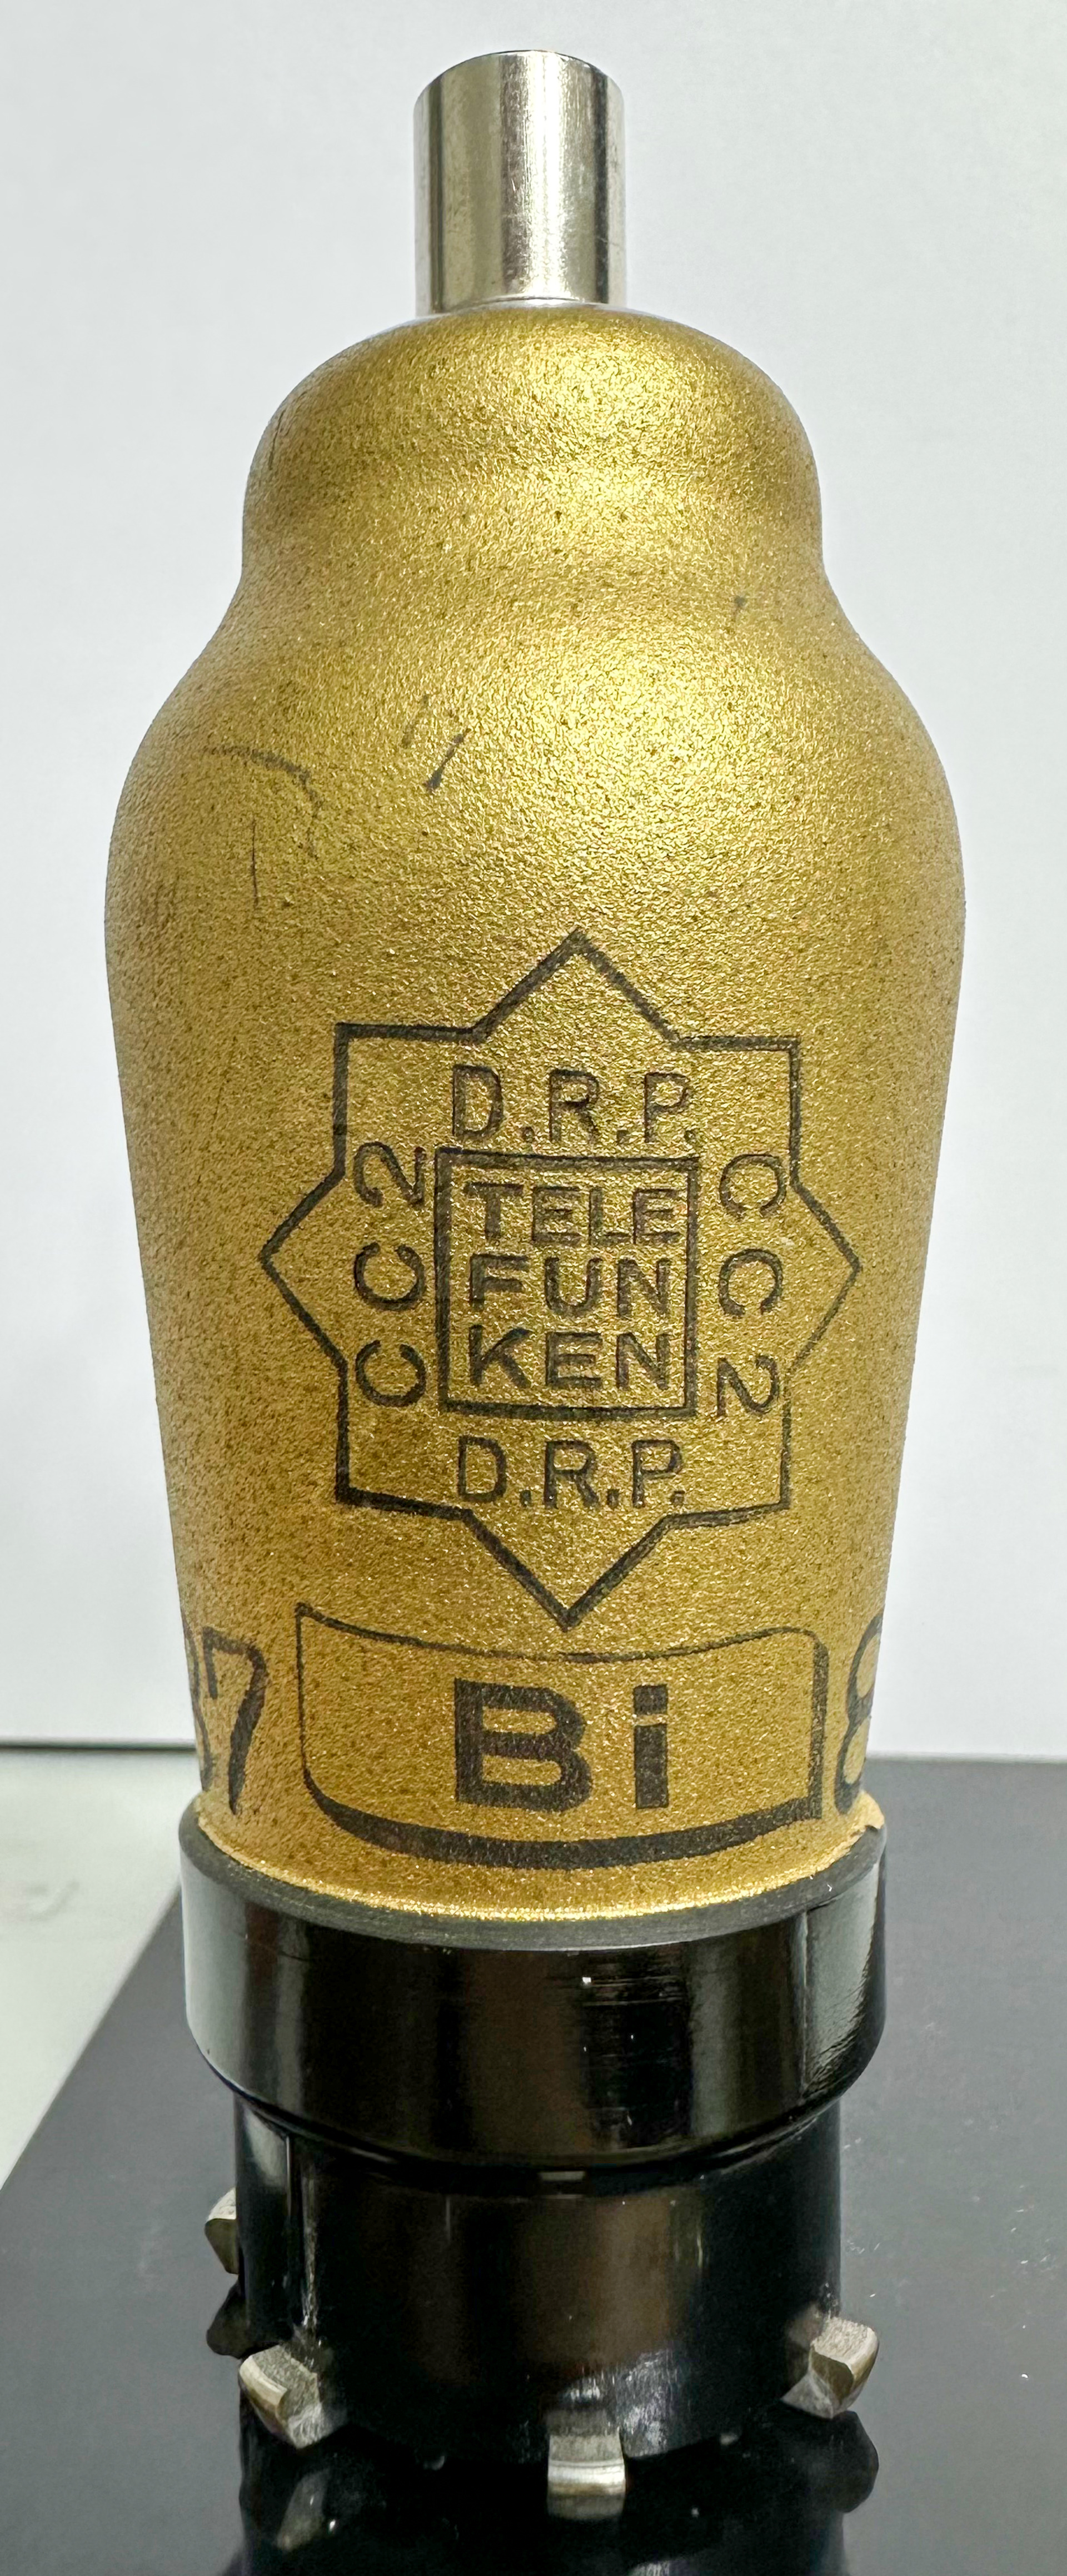 D.R.P.
CC2
TELE
FUN
KEN
CC2
D.R.P.
Bi